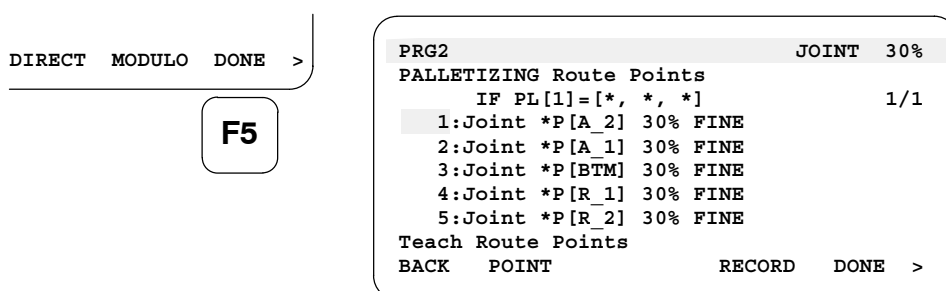 DIRECT MODULO DONE >
F5
PRG2 JOINT 30%
PALLETIZING Route Points
IF PL[1]=[*, *, *] 1/1
1:Joint *P[A_2] 30% FINE
2:Joint *P[A_1] 30% FINE
3:Joint *P[BTM] 30% FINE
4:Joint *P[R_1] 30% FINE
5:Joint *P[R_2] 30% FINE
Teach Route Points
BACK POINT RECORD DONE >